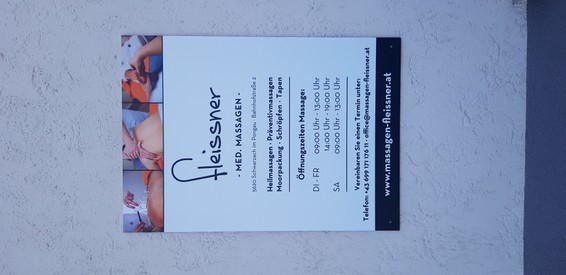 fleissner
- MED. MASSAGEN -
5620 Schwarzach im Pongau · Bahnhofstraße 2
Heilmassagen · Präventivmassagen
Moorpackung · Schröpfen · Tapen
Öffnungszeiten Massage:
DI - FR 09:00 Uhr - 13:00 Uhr
14:00 Uhr - 19:00 Uhr
SA 09:00 Uhr - 13:00 Uhr
Vereinbaren Sie einen Termin unter:
Telefon: +43 699 171 176 11 · office@massagen-fleissner.at
www.massagen-fleissner.at